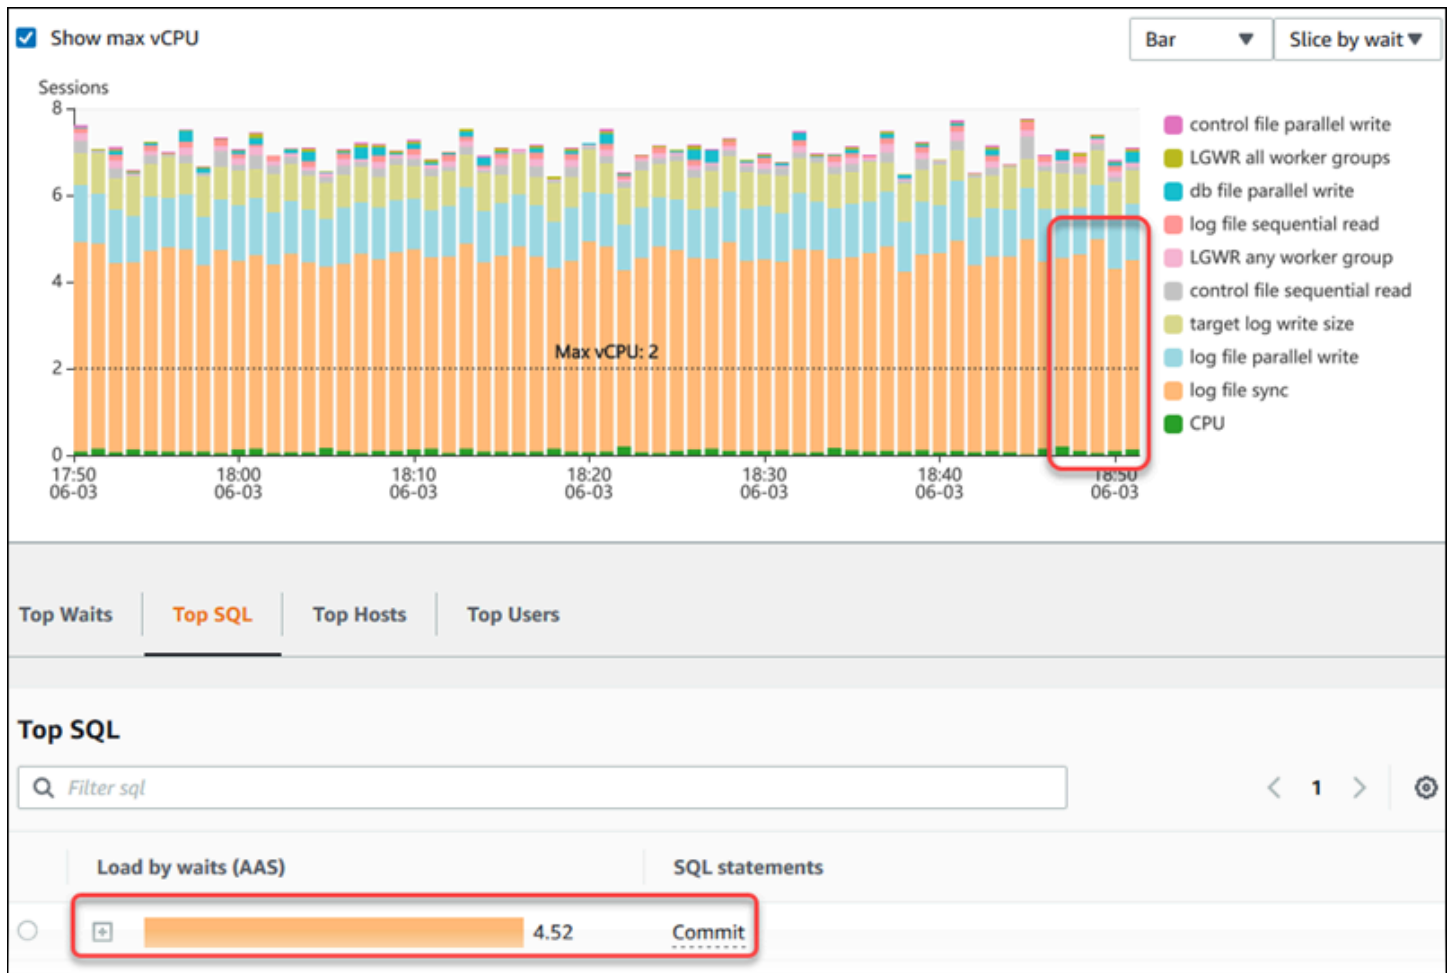 Show max vCPU
Bar
Slice by wait
Sessions
8
6
4
2
0
Max vCPU: 2
17:50
06-03
18:00
06-03
18:10
06-03
18:20
06-03
18:30
06-03
18:40
06-03
18:50
06-03
control file parallel write
LGWR all worker groups
db file parallel write
log file sequential read
LGWR any worker group
control file sequential read
target log write size
log file parallel write
log file sync
CPU
Top Waits
Top SQL
Top Hosts
Top Users
Top SQL
Filter sql
1
Load by waits (AAS)
SQL statements
4.52
Commit